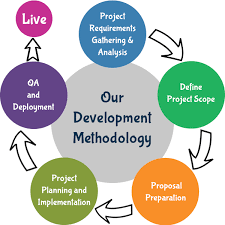 Live
Project
Requirements
Gathering &
Analysis
Define
Project Scope
Proposal
Preparation
Project
Planning and
Implementation
QA
and
Deployment
Our
Development
Methodology